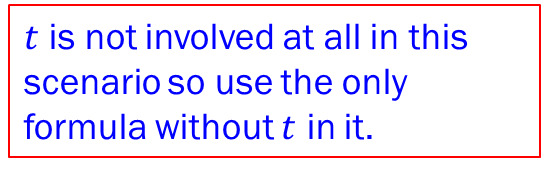 t is not involved at all in this
scenario so use the only
formula without t in it.